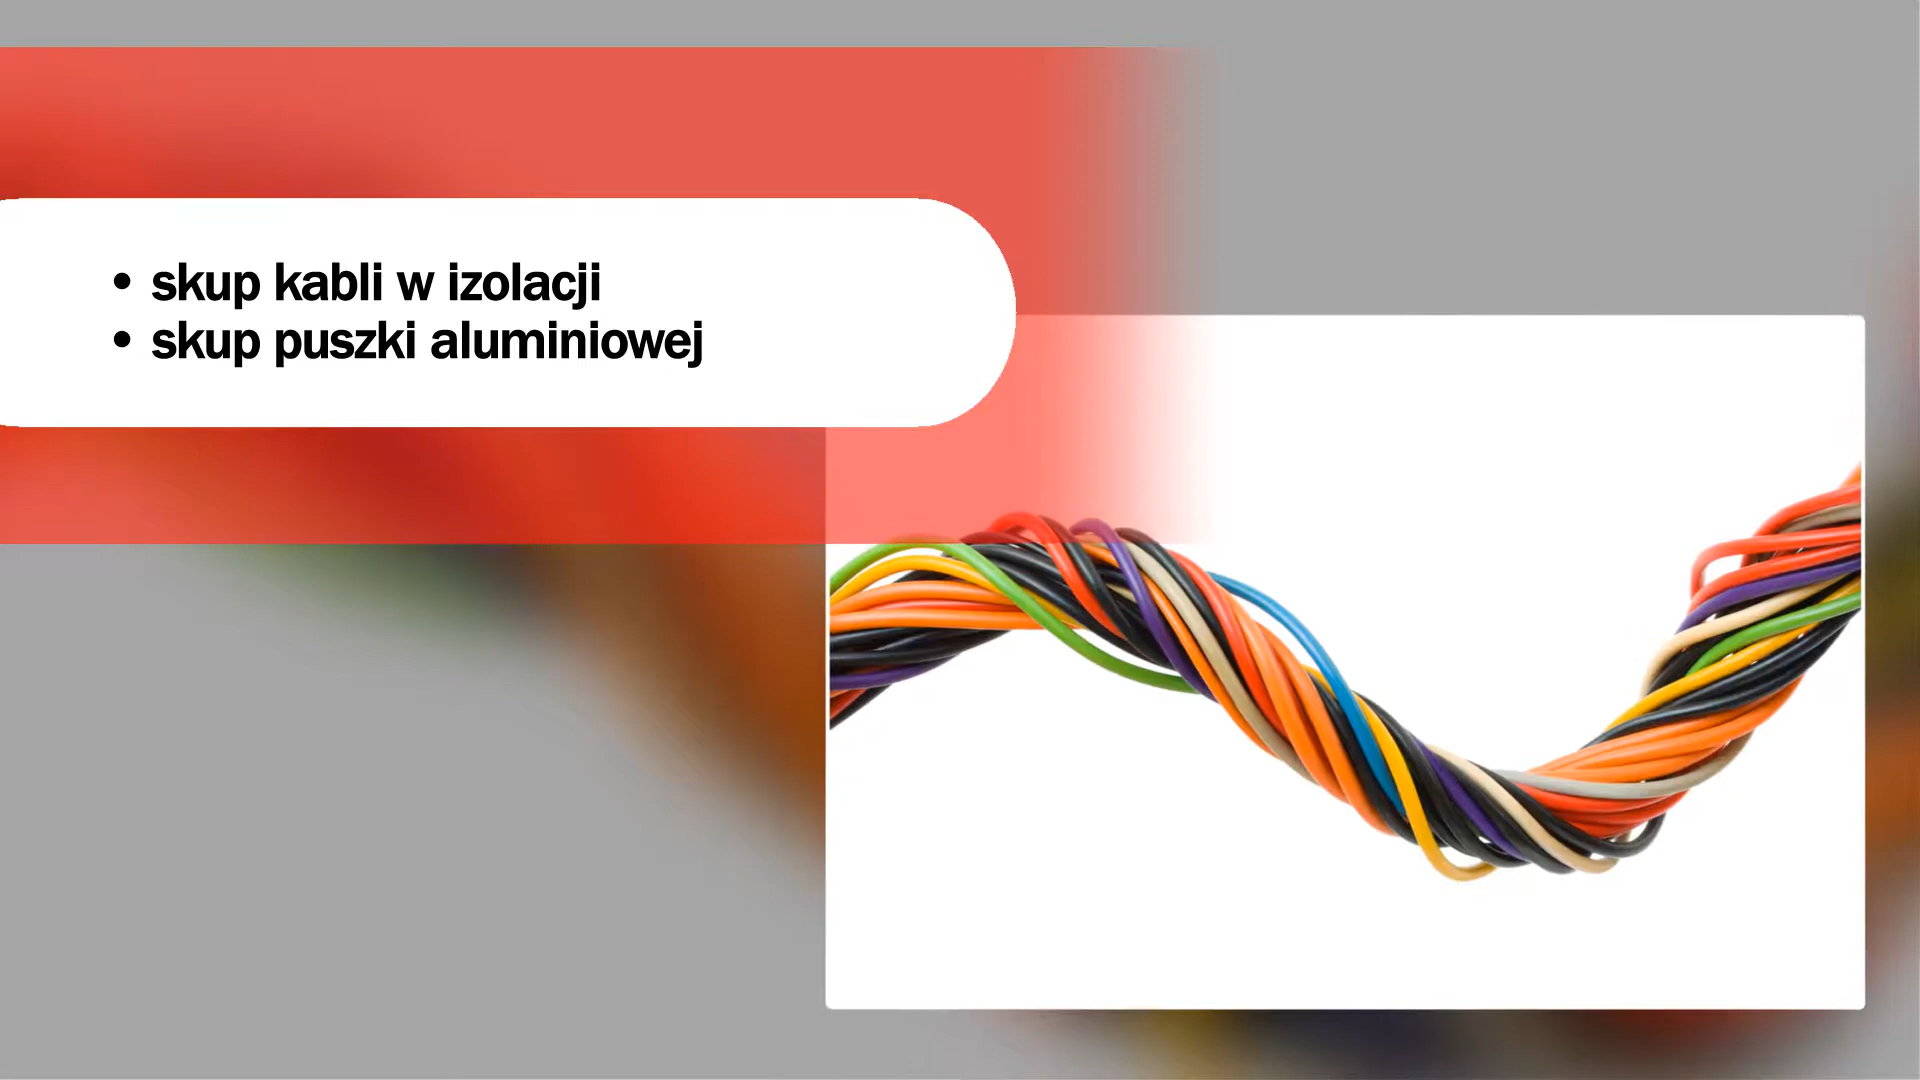 • skup kabli w izolacji
• skup puszki aluminiowej